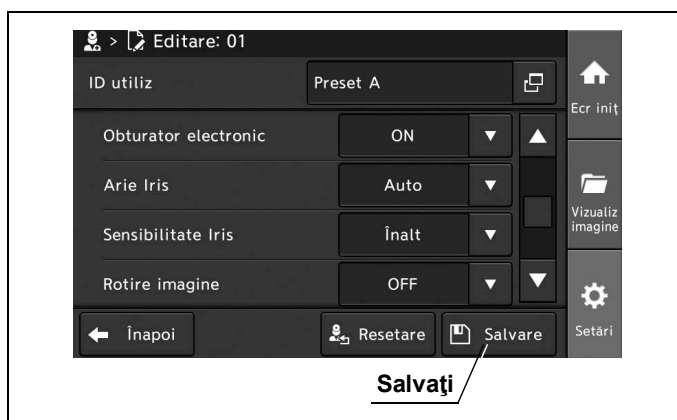 > Editare: 01
ID utiliz Preset A
Ecr iniţ
Obturator electronic ON
Arie Iris Auto
Vizualiz
imagine
Sensibilitate Iris Înalt
Rotire imagine OFF
Setări
Înapoi Resetare Salvare
Salvaţi